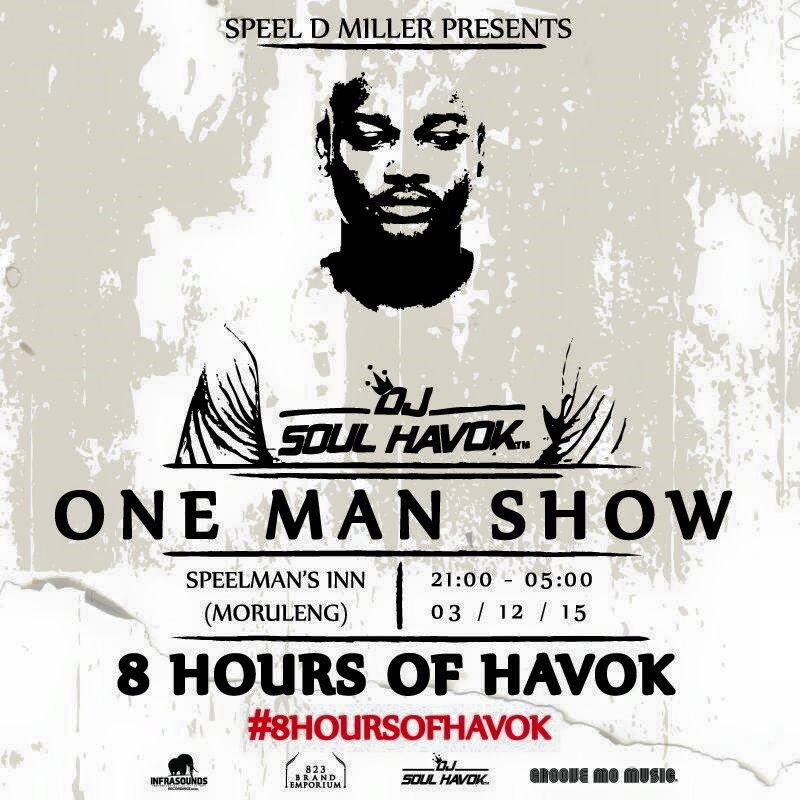 SPEEL D MILLER PRESENTS
DJ
SOUL HAVOK TM
ONE MAN SHOW
SPEELMAN'S INN
(MORULENG)
21:00 - 05:00
03 / 12 / 15
8 HOURS OF HAVOK
#8HOURSOFHAVOK
INFRASOUNDS
823
BRAND
EMPORIUM
DJ
SOUL HAVOK
GROOVE MO MUSIC